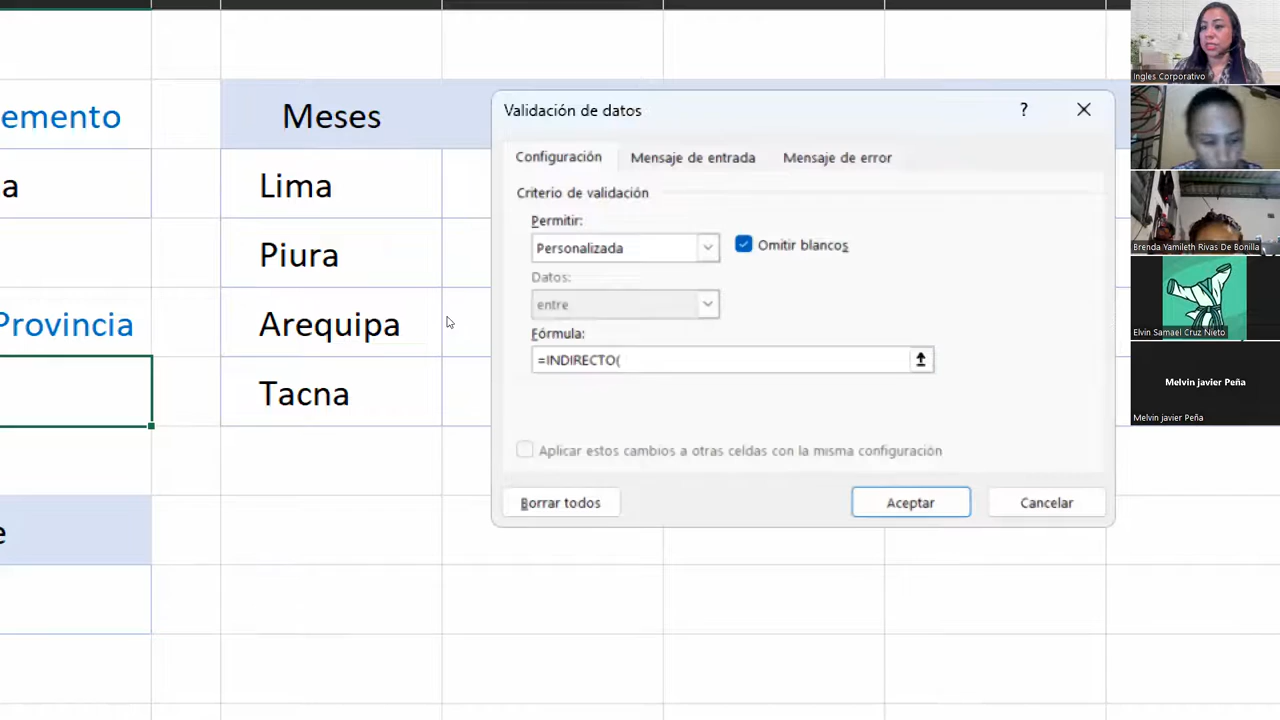 emento
Meses
a
Lima
Piura
Provincia
Arequipa
Tacna
e
Validación de datos
?
Configuración
Mensaje de entrada
Mensaje de error
Criterio de validación
Permitir:
Personalizada
Omitir blancos
Datos:
entre
Fórmula:
=INDIRECTO(
Aplicar estos cambios a otras celdas con la misma configuración
Borrar todos
Aceptar
Cancelar
Ingles Corporativo
Brenda Yamileth Rivas De Bonilla
Elvin Samael Cruz Nieto
Melvin javier Peña
Melvin javier Peña